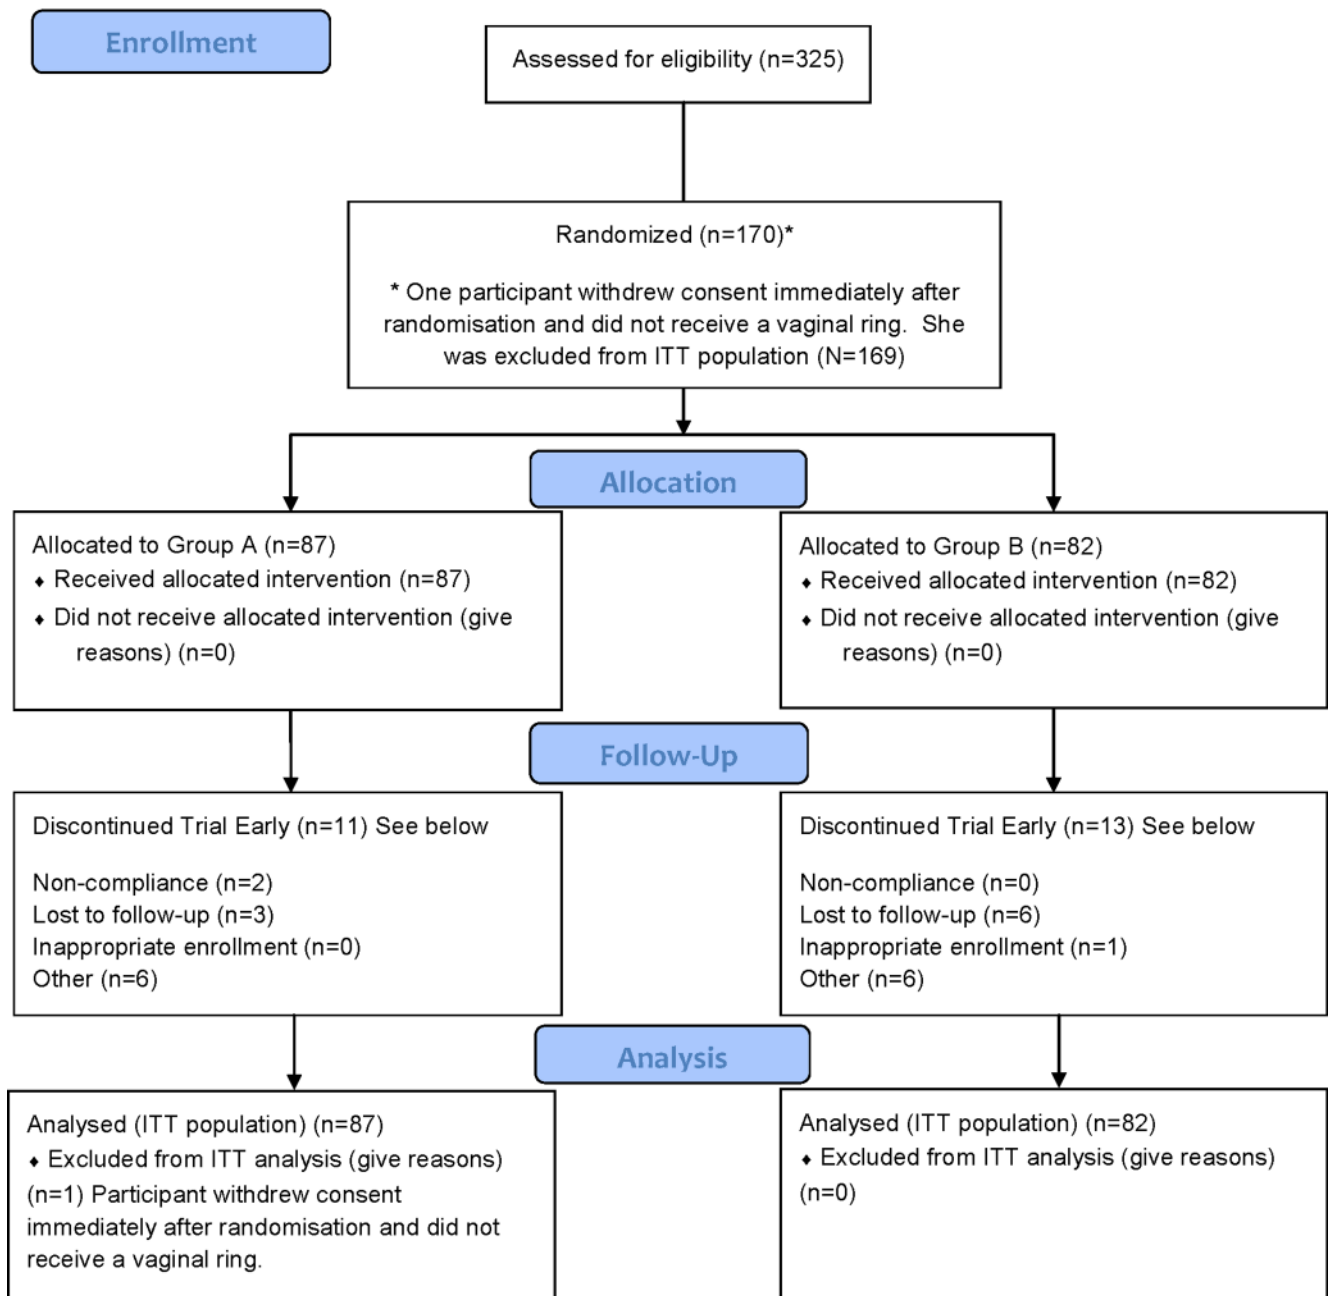 Enrollment
Assessed for eligibility (n=325)
Randomized (n=170)*
* One participant withdrew consent immediately after
randomisation and did not receive a vaginal ring.  She
was excluded from ITT population (N=169)
Allocation
Allocated to Group A (n=87)
♦ Received allocated intervention (n=87)
♦ Did not receive allocated intervention (give
reasons) (n=0)
Allocated to Group B (n=82)
♦ Received allocated intervention (n=82)
♦ Did not receive allocated intervention (give
reasons) (n=0)
Follow-Up
Discontinued Trial Early (n=11) See below
Non-compliance (n=2)
Lost to follow-up (n=3)
Inappropriate enrollment (n=0)
Other (n=6)
Discontinued Trial Early (n=13) See below
Non-compliance (n=0)
Lost to follow-up (n=6)
Inappropriate enrollment (n=1)
Other (n=6)
Analysis
Analysed (ITT population) (n=87)
♦ Excluded from ITT analysis (give reasons)
(n=1) Participant withdrew consent
immediately after randomisation and did not
receive a vaginal ring.
Analysed (ITT population) (n=82)
♦ Excluded from ITT analysis (give reasons)
(n=0)